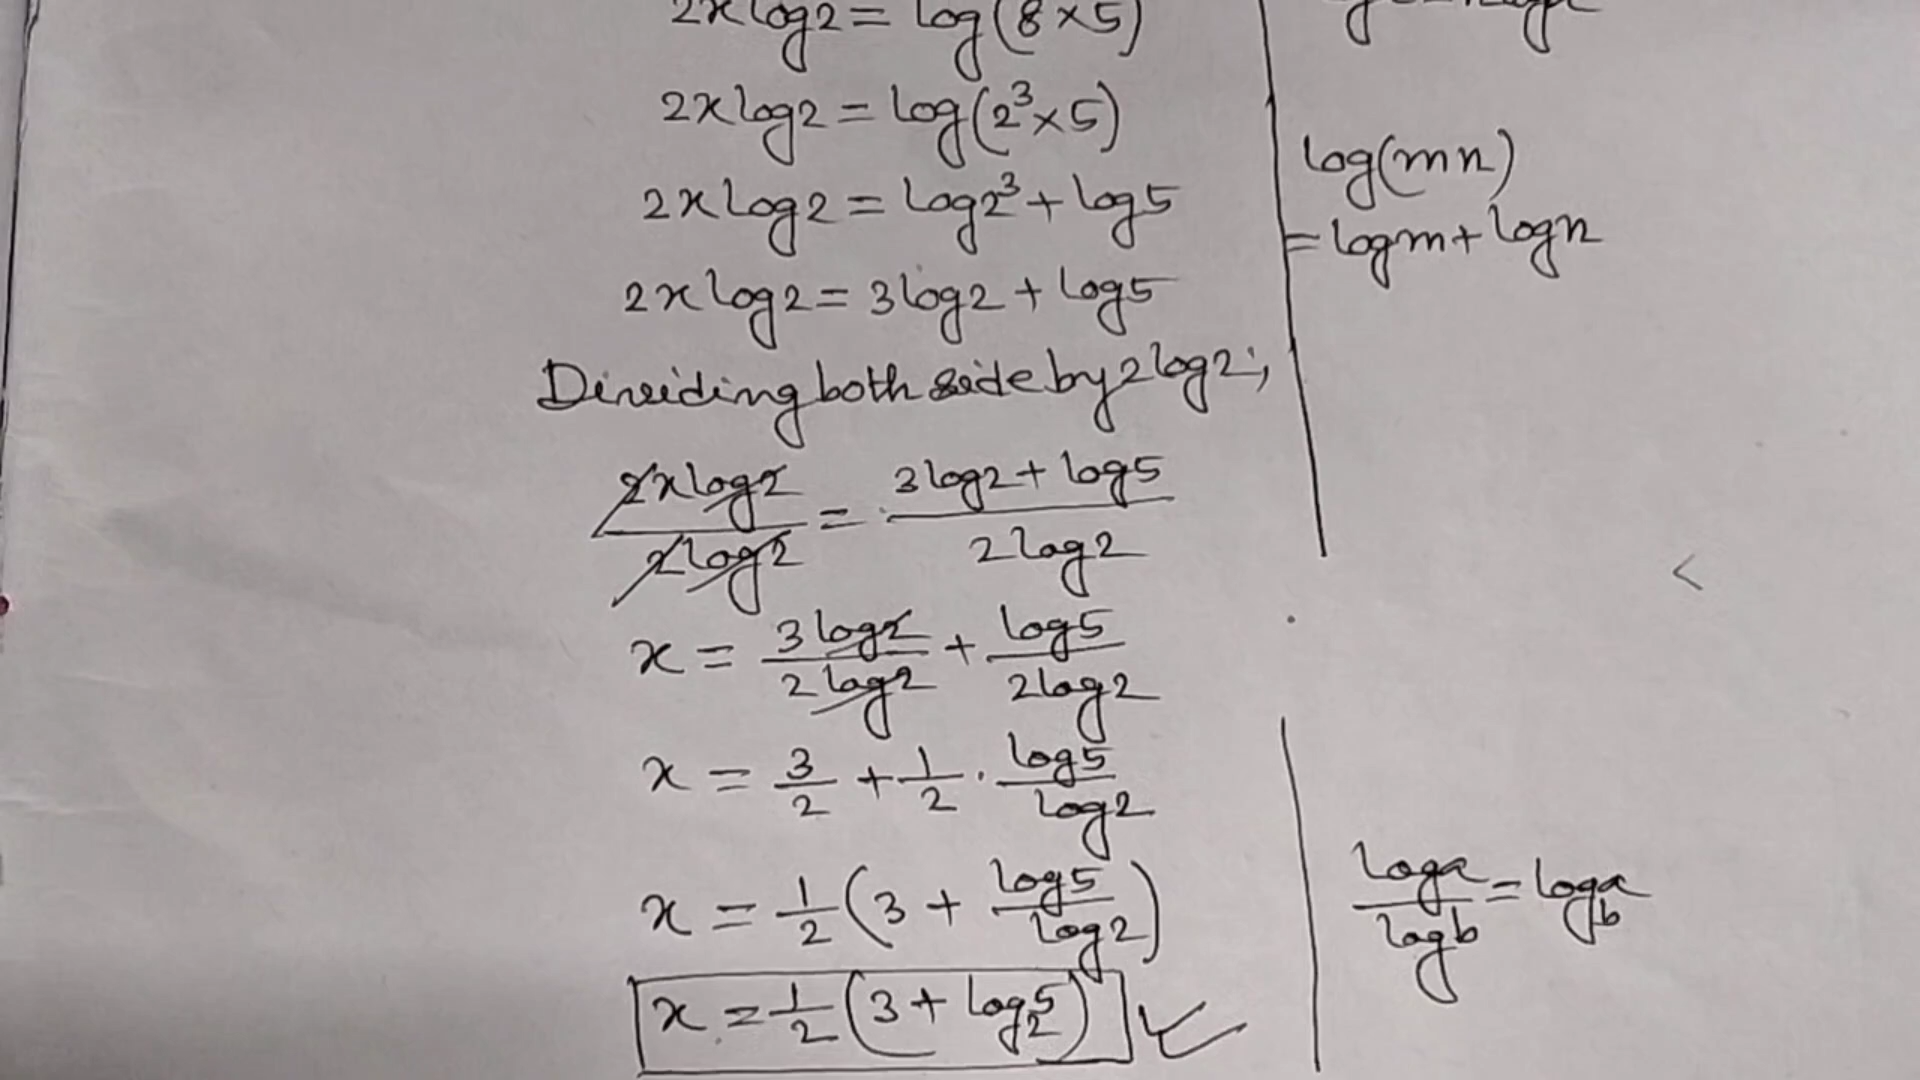 2x log2 = log(8×5)
2x log2 = log(2³×5)
2x log2 = log2³ + log5
2x log2 = 3log2 + log5
Dividing both side by 2log2;
2xlog2/2log2 = (3log2 + log5)/2log2
x = 3log2/2log2 + log5/2log2
x = 3/2 + 1/2 · log5/log2
x = 1/2 (3 + log5/log2)
x = 1/2 (3 + log₂5)
log(mn)
= logm + logn
loga/logb = log_b a